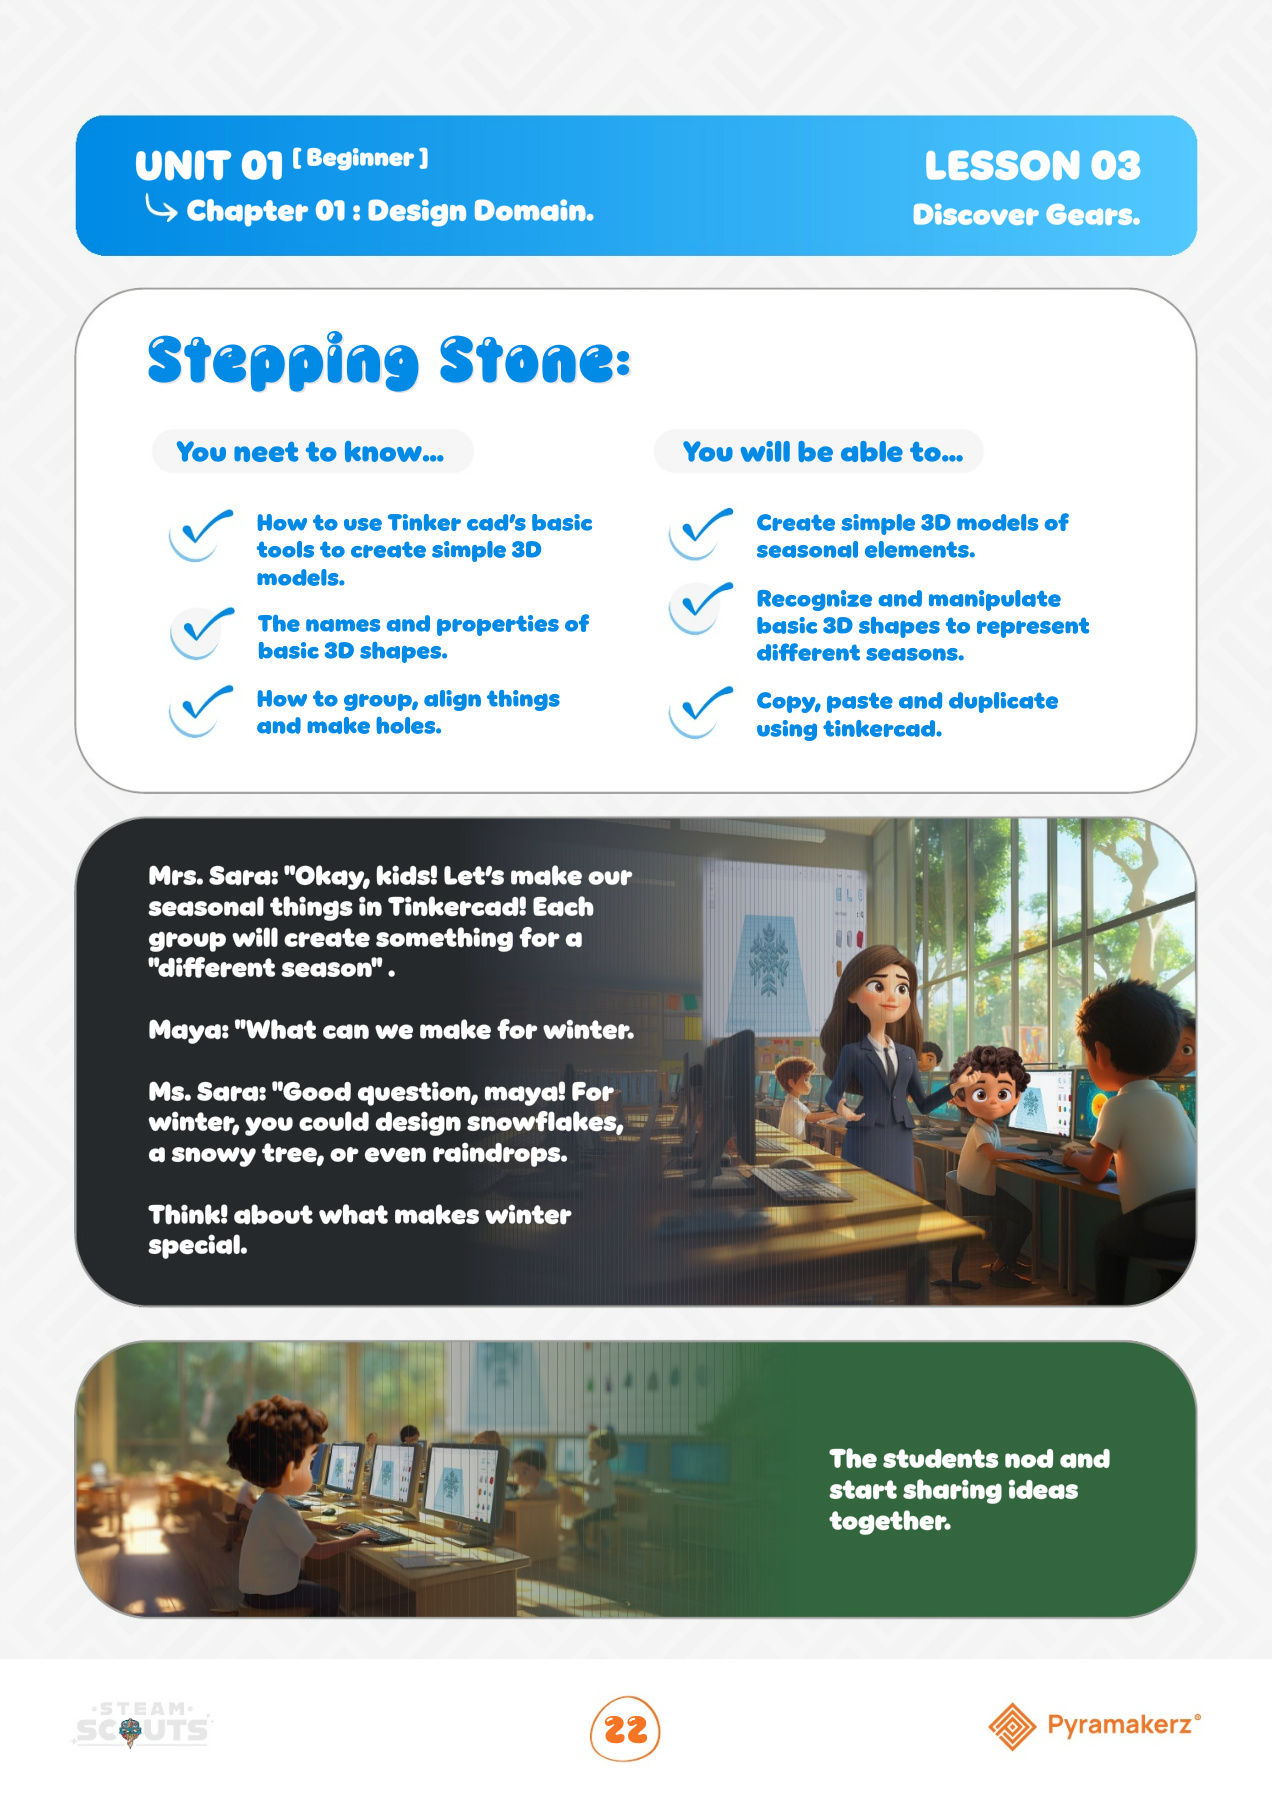 UNIT 01 [ Beginner ]
Chapter 01 : Design Domain.
LESSON 03
Discover Gears.
Stepping Stone:
You neet to know...
How to use Tinker cad's basic
tools to create simple 3D
models.
The names and properties of
basic 3D shapes.
How to group, align things
and make holes.
You will be able to...
Create simple 3D models of
seasonal elements.
Recognize and manipulate
basic 3D shapes to represent
different seasons.
Copy, paste and duplicate
using tinkercad.
Mrs. Sara: "Okay, kids! Let's make our
seasonal things in Tinkercad! Each
group will create something for a
"different season" .
Maya: "What can we make for winter.
Ms. Sara: "Good question, maya! For
winter, you could design snowflakes,
a snowy tree, or even raindrops.
Think! about what makes winter
special.
The students nod and
start sharing ideas
together.
STEAM
SCOUTS
22
Pyramakerz®